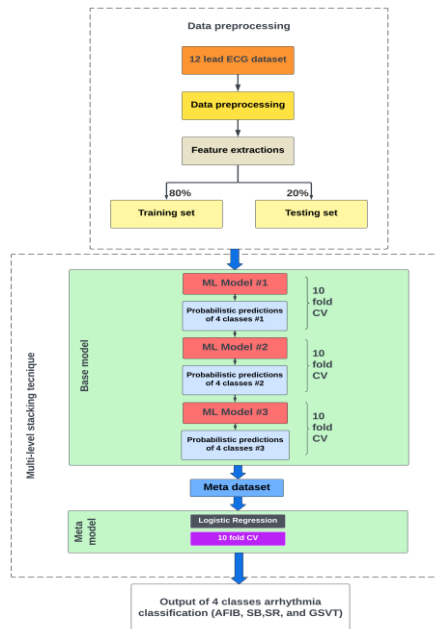 Data preprocessing
12 lead ECG dataset
Data preprocessing
Feature extractions
80%
20%
Training set
Testing set
Multi-level stacking tecnique
Base model
ML Model #1
Probabilistic predictions
of 4 classes #1
10
fold
CV
ML Model #2
Probabilistic predictions
of 4 classes #2
10
fold
CV
ML Model #3
Probabilistic predictions
of 4 classes #3
10
fold
CV
Meta dataset
Meta
model
Logistic Regression
10 fold CV
Output of 4 classes arrhythmia
classification (AFIB, SB,SR, and GSVT)